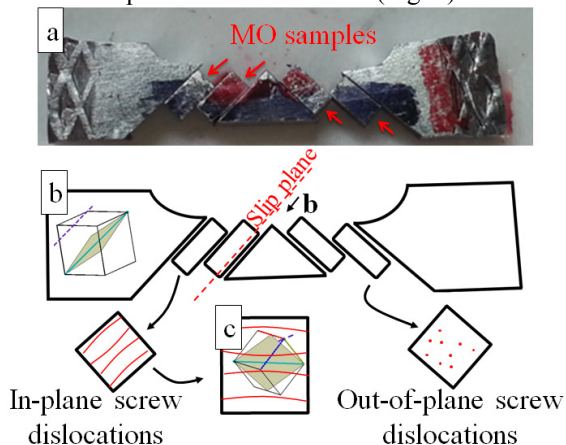 a
MO samples
b
Slip plane
b
c
In-plane screw
dislocations
Out-of-plane screw
dislocations